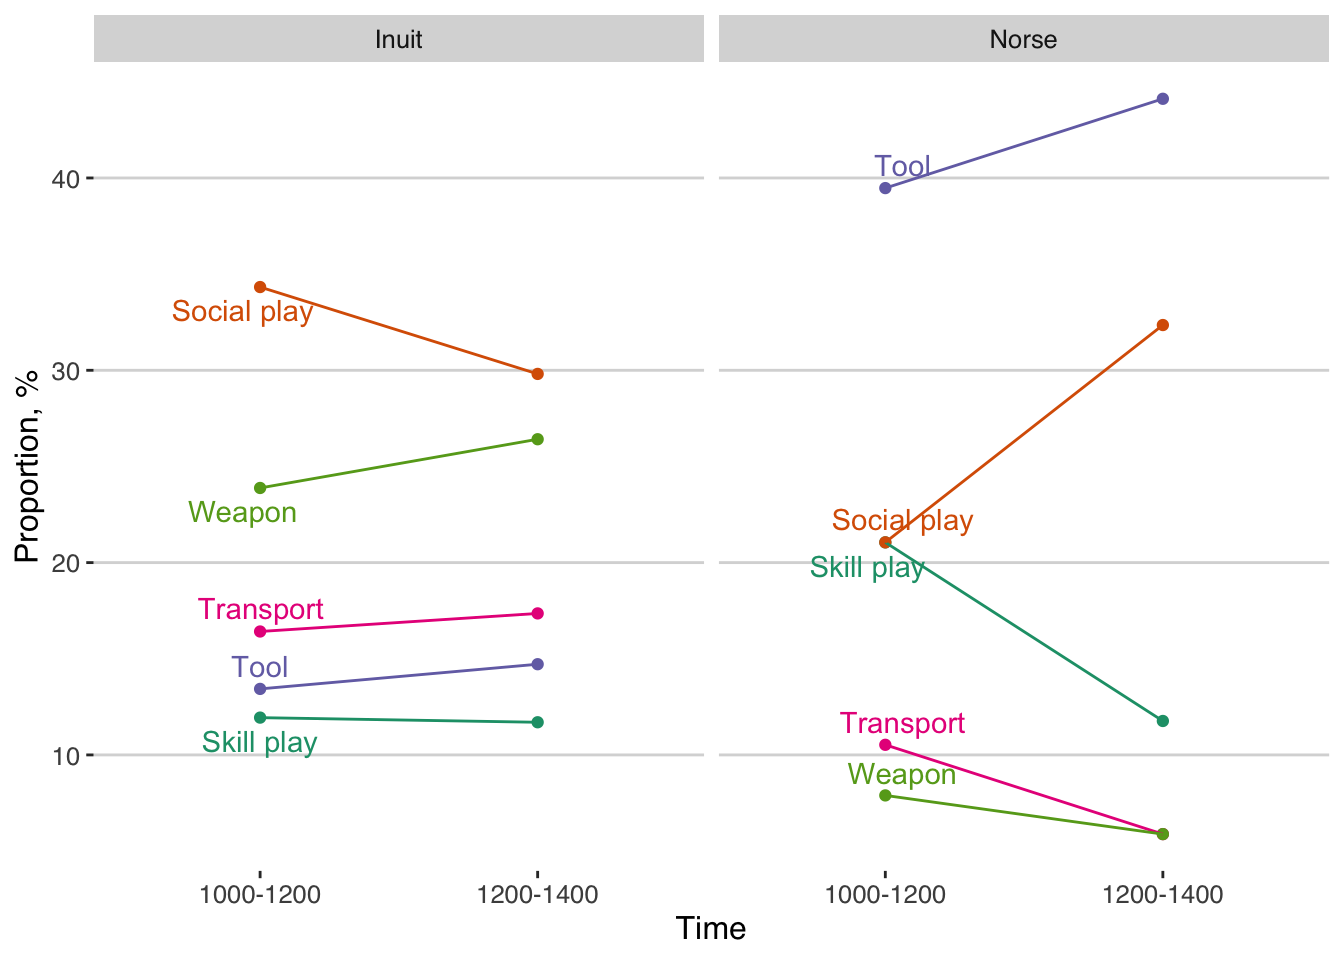 Inuit
Norse
Proportion, %
40
30
20
10
Social play
Weapon
Transport
Tool
Skill play
Tool
Social play
Skill play
Transport
Weapon
1000-1200
1200-1400
1000-1200
1200-1400
Time